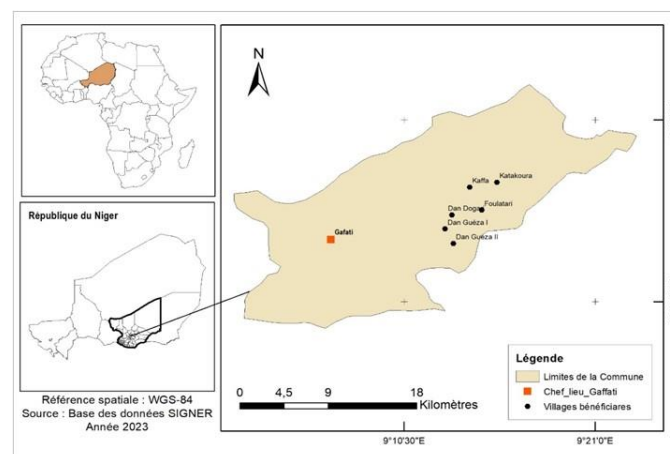 République du Niger
Référence spatiale : WGS-84
Source : Base des données SIGNER
Année 2023
N
Kaffa
Katakoura
Dan Doga
Foulatari
Dan Guéza I
Dan Guéza II
Gafati
Légende
Limites de la Commune
Chef_lieu_Gaffati
Villages bénéficiares
0 4,5 9 18
Kilomètres
9°10'30"E 9°21'0"E